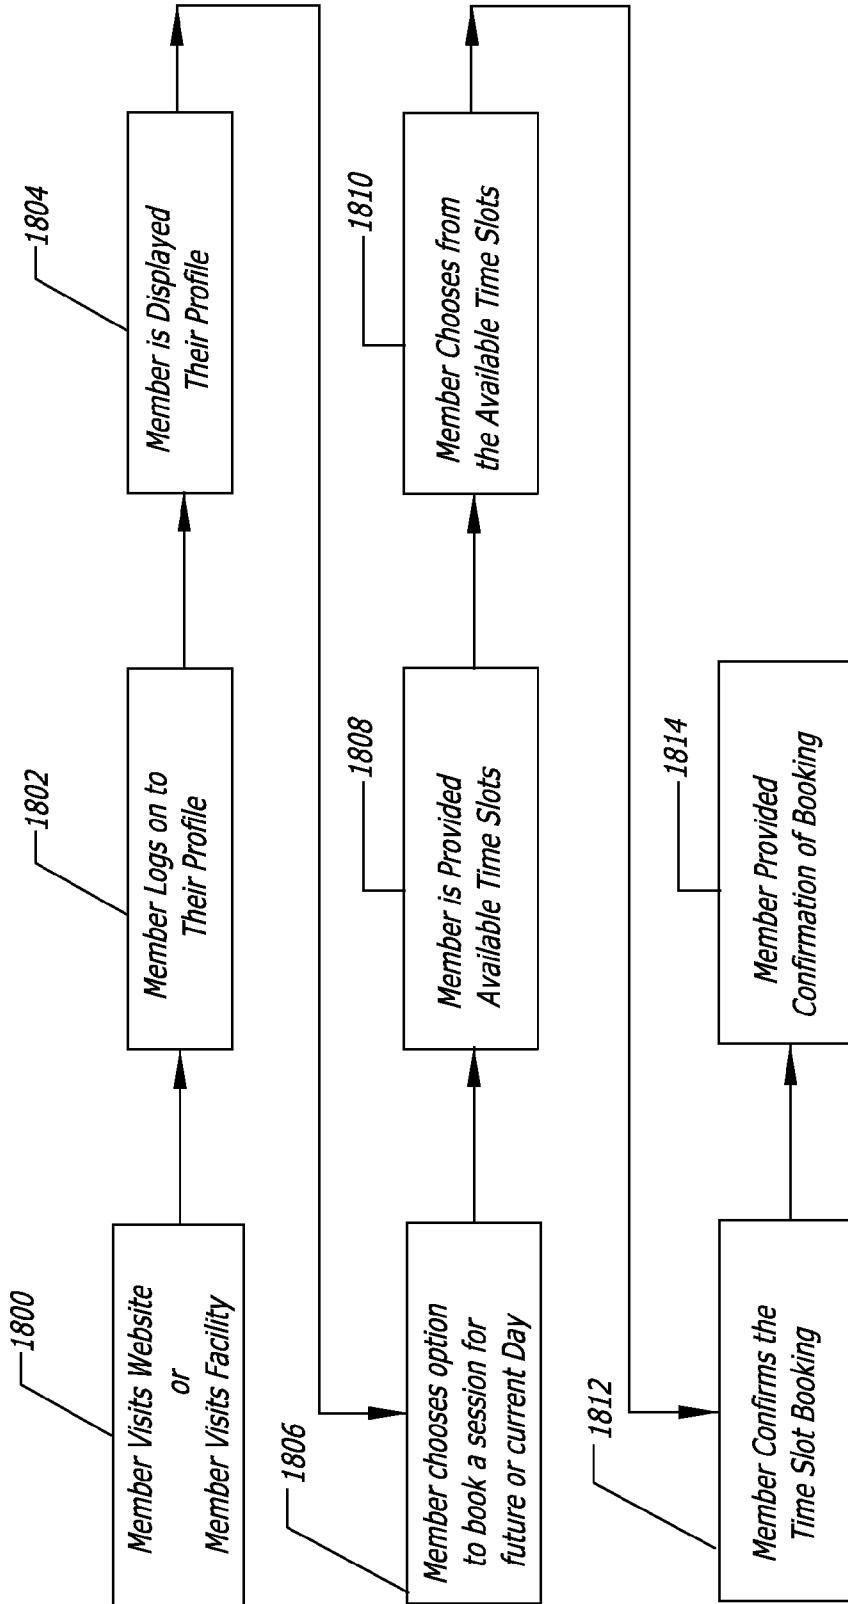 1800
Member Visits Website
or
Member Visits Facility
1802
Member Logs on to
Their Profile
1804
Member is Displayed
Their Profile
1806
Member chooses option
to book a session for
future or current Day
1808
Member is Provided
Available Time Slots
1810
Member Chooses from
the Available Time Slots
1812
Member Confirms the
Time Slot Booking
1814
Member Provided
Confirmation of Booking